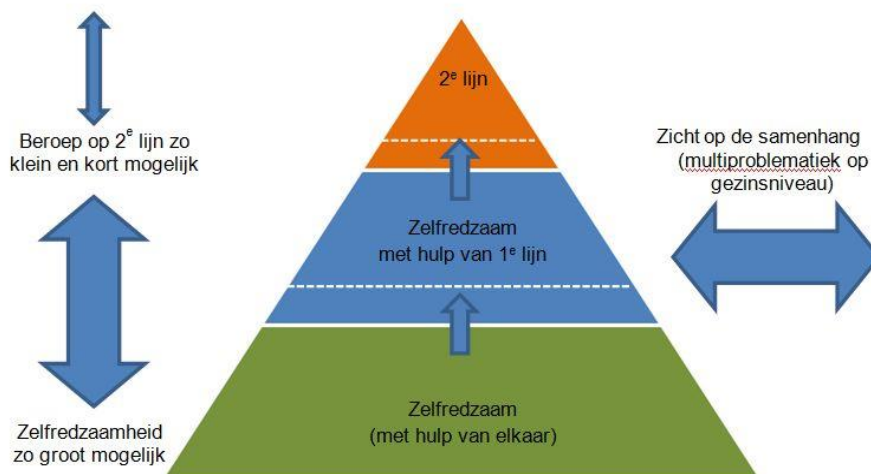 2e lijn
Beroep op 2e lijn zo
klein en kort mogelijk
Zicht op de samenhang
(multiproblematiek op
gezinsniveau)
Zelfredzaam
met hulp van 1e lijn
Zelfredzaam
(met hulp van elkaar)
Zelfredzaamheid
zo groot mogelijk